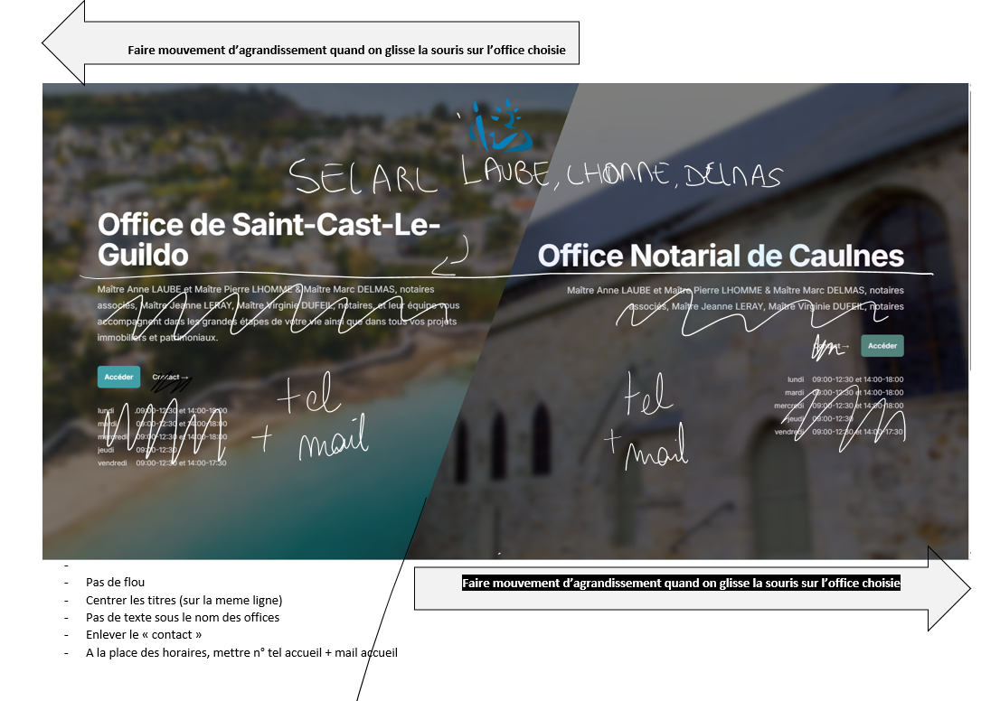 Faire mouvement d’agrandissement quand on glisse la souris sur l’office choisie
SELARL LAUBE, LHOMME, DELMAS
Office de Saint-Cast-Le-
Guildo
Maître Anne LAUBE et Maître Pierre LHOMME & Maître Marc DELMAS, notaires
associés, Maître Jeanne LERAY, Maître Virginie DUFEIL, notaires, et leur équipe vous
accompagnent dans les grandes étapes de votre vie ainsi que dans tous vos projets
immobiliers et patrimoniaux.
Accéder Contact →
lundi 09:00-12:30 et 14:00-18:00
mardi 09:00-12:30 et 14:00-18:00
mercredi 09:00-12:30 et 14:00-18:00
jeudi 09:00-12:30
vendredi 09:00-12:30 et 14:00-17:30
+ tel
+ mail
Office Notarial de Caulnes
Maître Anne LAUBE et Maître Pierre LHOMME & Maître Marc DELMAS, notaires
associés, Maître Jeanne LERAY, Maître Virginie DUFEIL, notaires
Contact → Accéder
lundi 09:00-12:30 et 14:00-18:00
mardi 09:00-12:30 et 14:00-18:00
mercredi 09:00-12:30 et 14:00-18:00
jeudi 09:00-12:30
vendredi 09:00-12:30 et 14:00-17:30
tel
+ mail
-
- Pas de flou
- Centrer les titres (sur la meme ligne)
- Pas de texte sous le nom des offices
- Enlever le « contact »
- A la place des horaires, mettre n° tel accueil + mail accueil
Faire mouvement d’agrandissement quand on glisse la souris sur l’office choisie